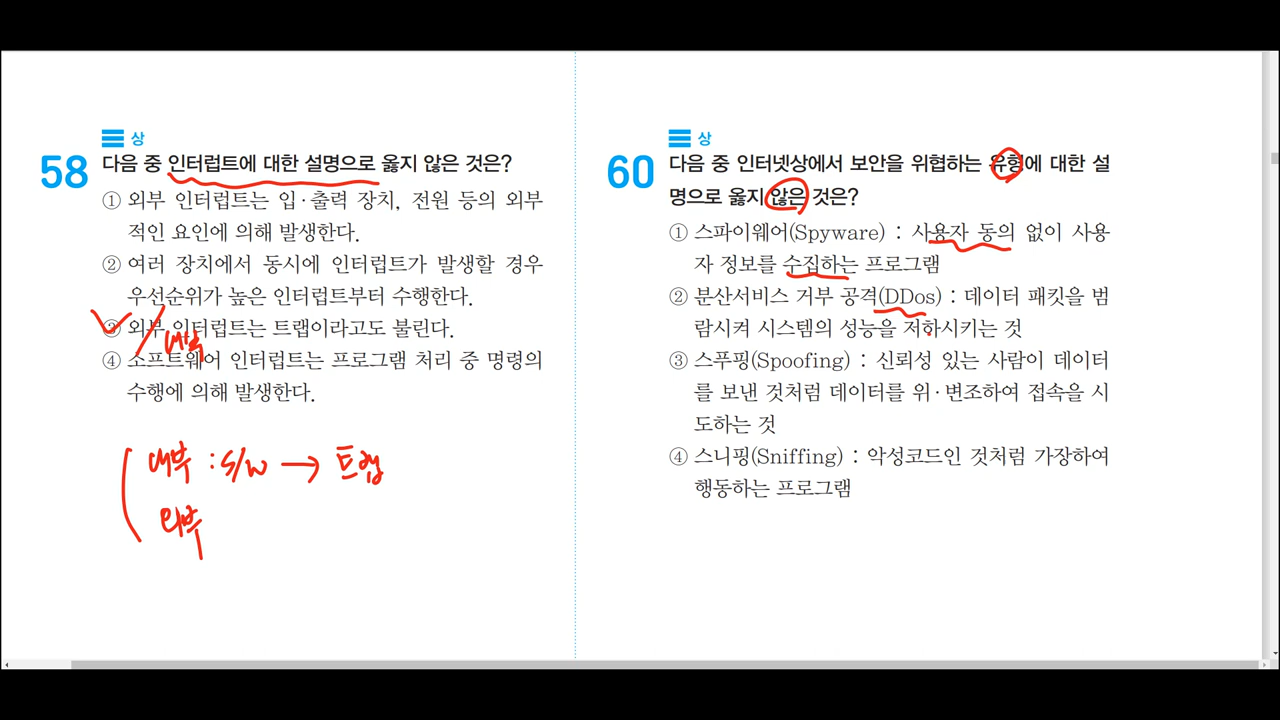 상
58 다음 중 인터럽트에 대한 설명으로 옳지 않은 것은?
① 외부 인터럽트는 입·출력 장치, 전원 등의 외부
적인 요인에 의해 발생한다.
② 여러 장치에서 동시에 인터럽트가 발생할 경우
우선순위가 높은 인터럽트부터 수행한다.
③ 외부 인터럽트는 트랩이라고도 불린다.
내부
④ 소프트웨어 인터럽트는 프로그램 처리 중 명령의
수행에 의해 발생한다.
내부 : S/W → 트랩
외부
상
60 다음 중 인터넷상에서 보안을 위협하는 유형에 대한 설
명으로 옳지 않은 것은?
① 스파이웨어(Spyware) : 사용자 동의 없이 사용
자 정보를 수집하는 프로그램
② 분산서비스 거부 공격(DDos) : 데이터 패킷을 범
람시켜 시스템의 성능을 저하시키는 것
③ 스푸핑(Spoofing) : 신뢰성 있는 사람이 데이터
를 보낸 것처럼 데이터를 위·변조하여 접속을 시
도하는 것
④ 스니핑(Sniffing) : 악성코드인 것처럼 가장하여
행동하는 프로그램